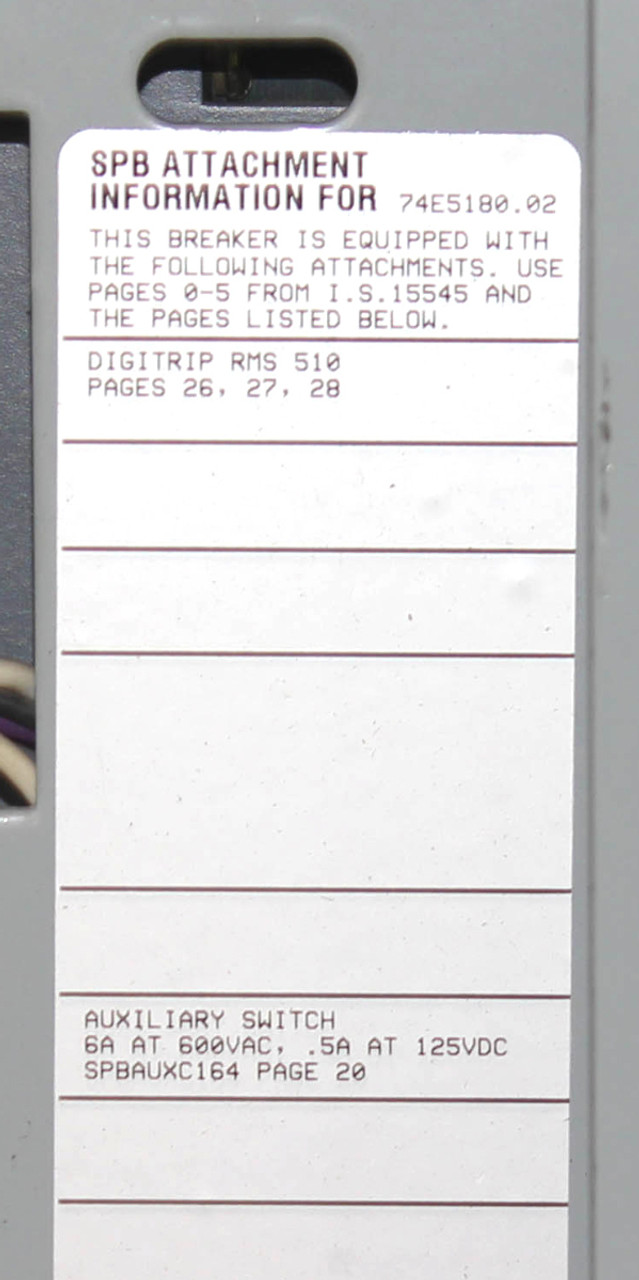 SPB ATTACHMENT
INFORMATION FOR 74E5180.02
THIS BREAKER IS EQUIPPED WITH
THE FOLLOWING ATTACHMENTS. USE
PAGES 0-5 FROM I.S.15545 AND
THE PAGES LISTED BELOW.
DIGITRIP RMS 510
PAGES 26, 27, 28
AUXILIARY SWITCH
6A AT 600VAC, .5A AT 125VDC
SPBAUXC164 PAGE 20